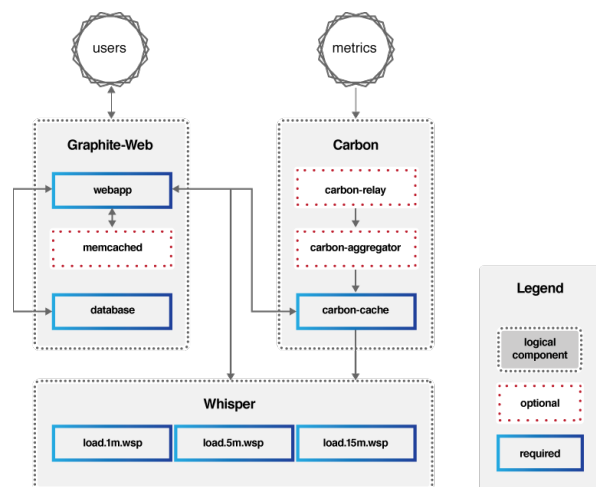 users
metrics
Graphite-Web
webapp
memcached
database
Carbon
carbon-relay
carbon-aggregator
carbon-cache
Whisper
load.1m.wsp
load.5m.wsp
load.15m.wsp
Legend
logical
component
optional
required